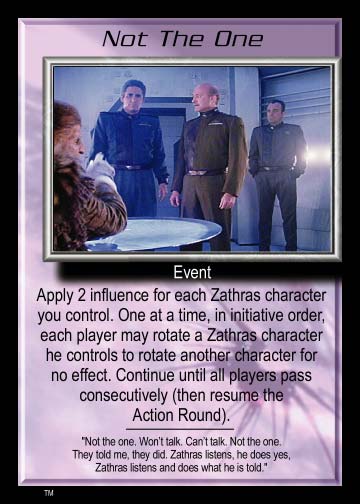 Not The One
Event
Apply 2 influence for each Zathras character
you control. One at a time, in initiative order,
each player may rotate a Zathras character
he controls to rotate another character for
no effect. Continue until all players pass
consecutively (then resume the
Action Round).
"Not the one. Won't talk. Can't talk. Not the one.
They told me, they did. Zathras listens, he does yes,
Zathras listens and does what he is told."
TM